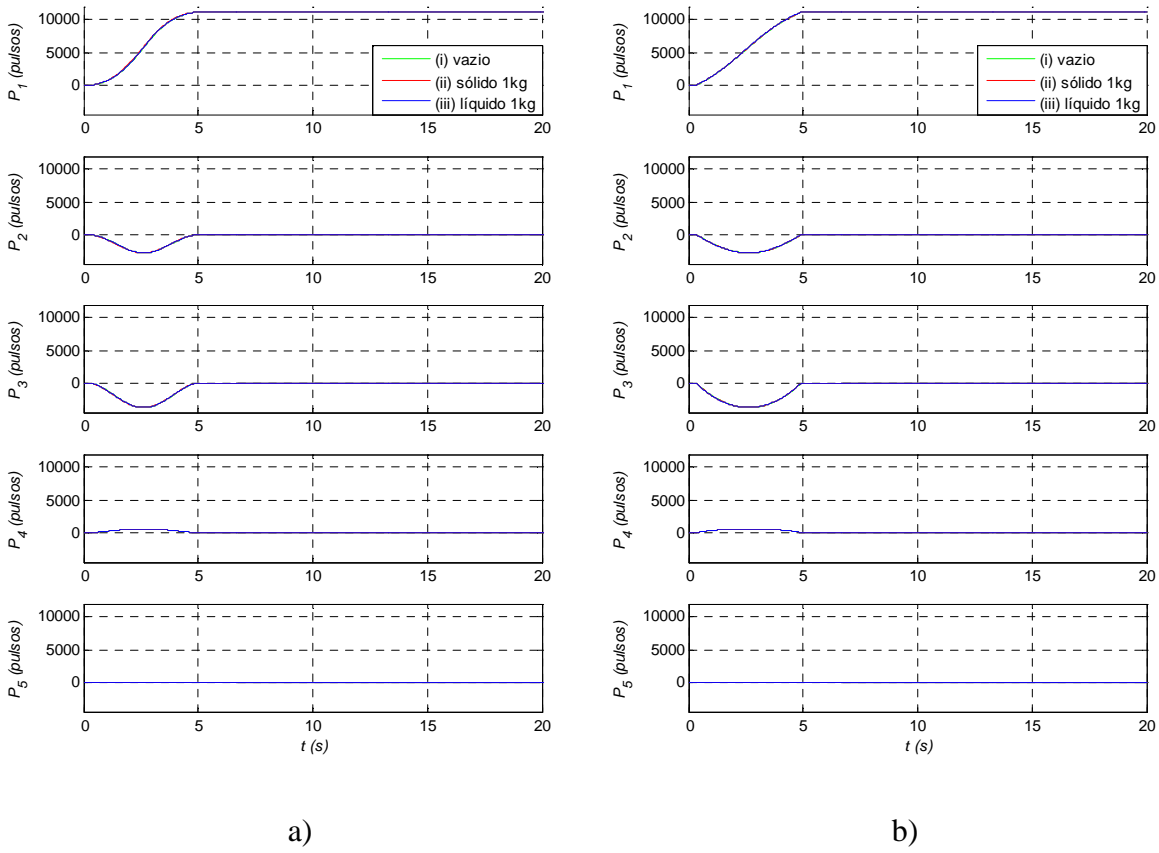 10000
5000
0
P1 (pulsos)
(i) vazio
(ii) sólido 1kg
(iii) líquido 1kg
0 5 10 15 20
10000
5000
0
P2 (pulsos)
0 5 10 15 20
10000
5000
0
P3 (pulsos)
0 5 10 15 20
10000
5000
0
P4 (pulsos)
0 5 10 15 20
10000
5000
0
P5 (pulsos)
0 5 10 15 20
t (s)
a)
10000
5000
0
P1 (pulsos)
(i) vazio
(ii) sólido 1kg
(iii) líquido 1kg
0 5 10 15 20
10000
5000
0
P2 (pulsos)
0 5 10 15 20
10000
5000
0
P3 (pulsos)
0 5 10 15 20
10000
5000
0
P4 (pulsos)
0 5 10 15 20
10000
5000
0
P5 (pulsos)
0 5 10 15 20
t (s)
b)